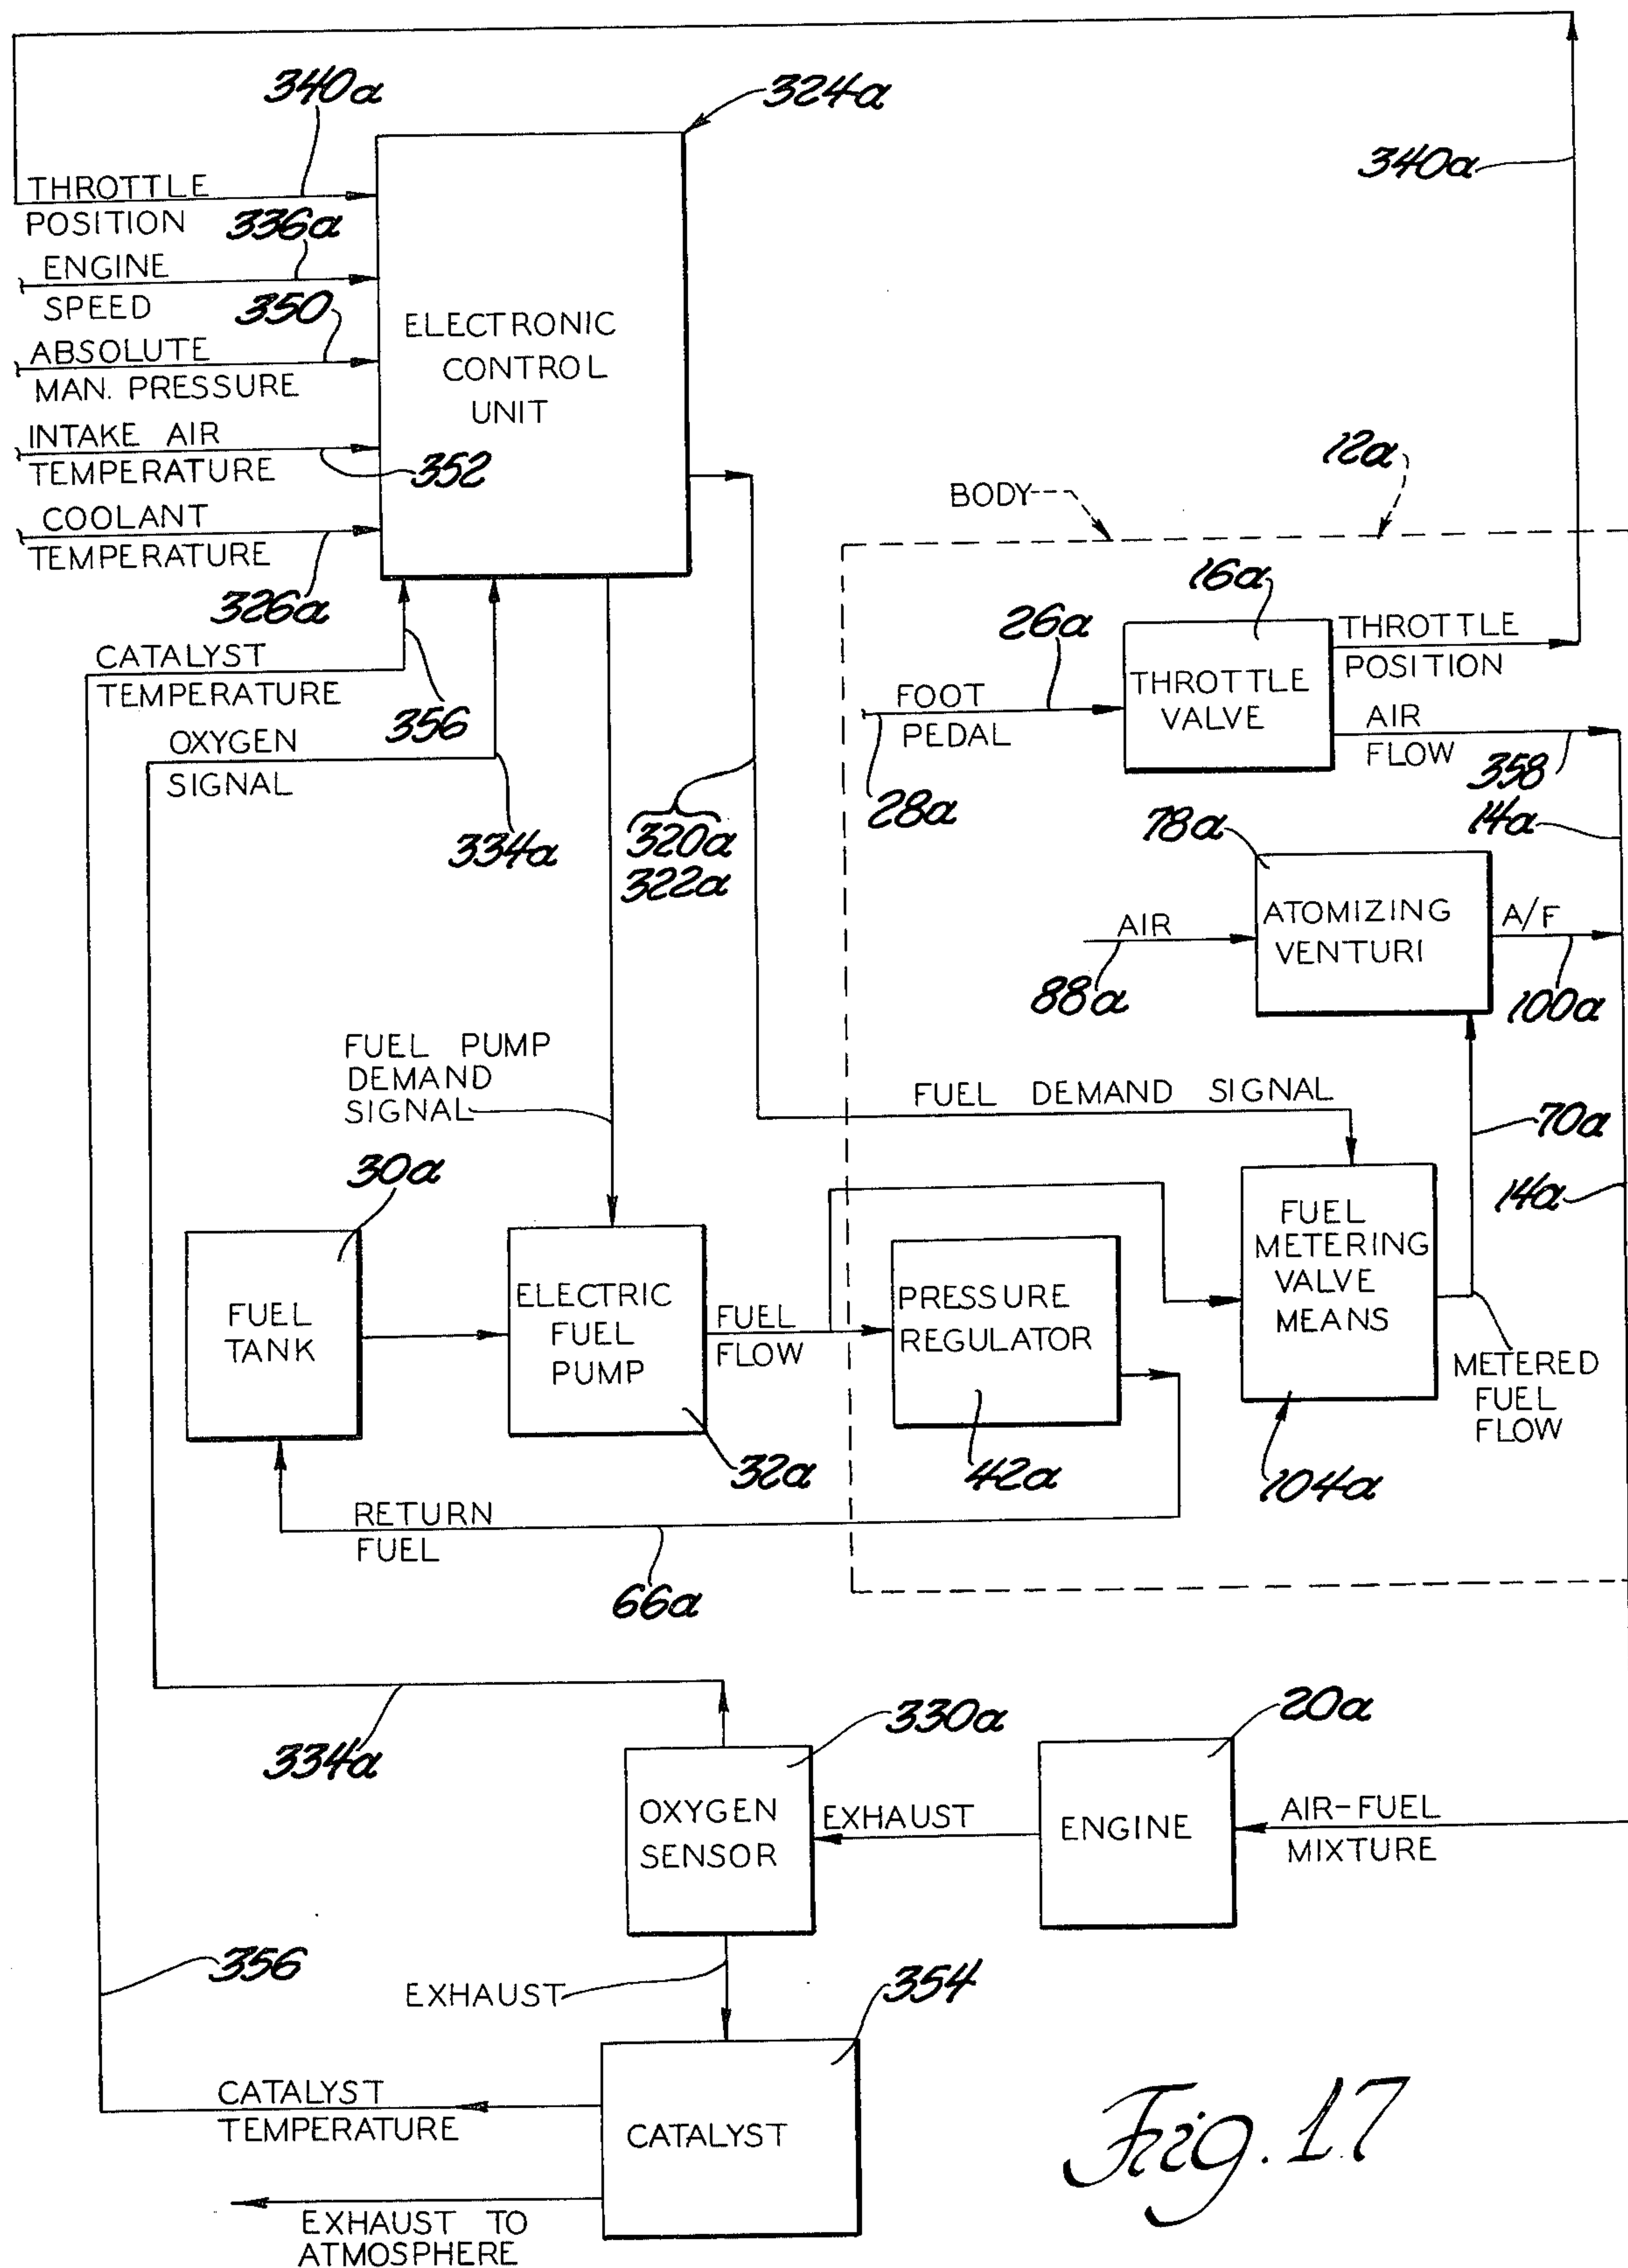 340a
324a
340a
THROTTLE
POSITION
336a
ENGINE
SPEED
350
ABSOLUTE
MAN. PRESSURE
INTAKE AIR
TEMPERATURE
352
COOLANT
TEMPERATURE
326a
ELECTRONIC
CONTROL
UNIT
CATALYST
TEMPERATURE
356
OXYGEN
SIGNAL
334a
320a
322a
BODY
12a
16a
26a
FOOT
PEDAL
28a
THROTTLE
VALVE
THROTTLE
POSITION
AIR
FLOW
358
14a
78a
AIR
88a
ATOMIZING
VENTURI
A/F
100a
FUEL PUMP
DEMAND
SIGNAL
FUEL DEMAND SIGNAL
70a
14a
30a
FUEL
TANK
ELECTRIC
FUEL
PUMP
32a
FUEL
FLOW
PRESSURE
REGULATOR
42a
FUEL
METERING
VALVE
MEANS
104a
METERED
FUEL
FLOW
RETURN
FUEL
66a
334a
330a
OXYGEN
SENSOR
EXHAUST
20a
ENGINE
AIR-FUEL
MIXTURE
356
EXHAUST
354
CATALYST
TEMPERATURE
CATALYST
EXHAUST TO
ATMOSPHERE
Fig. 17